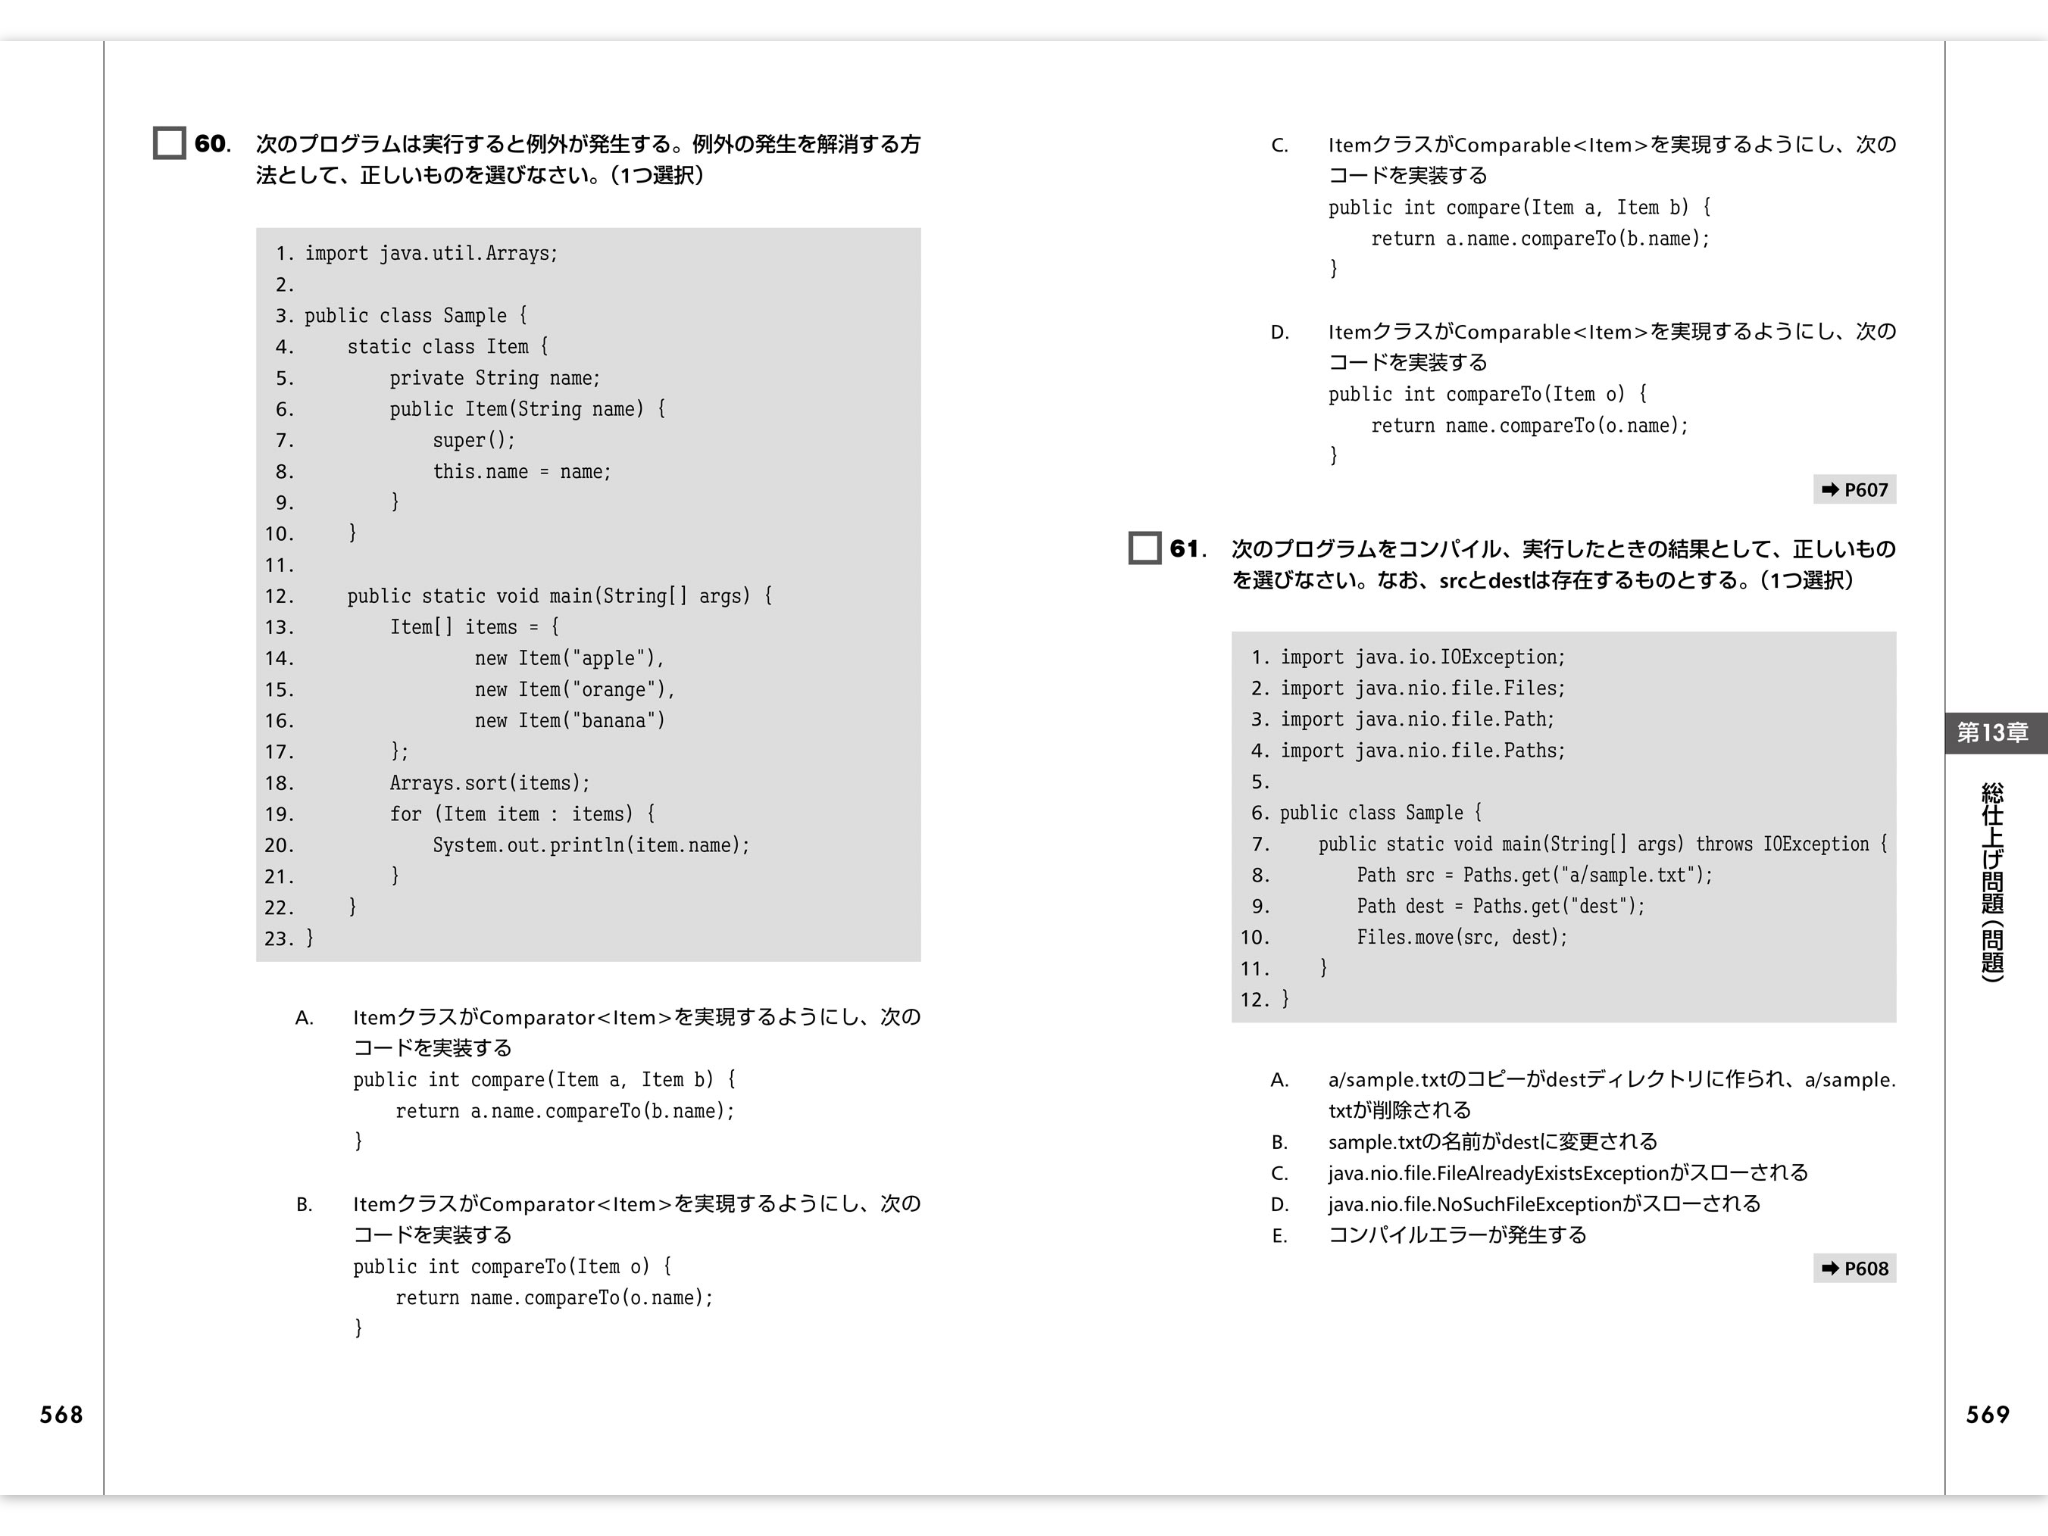 60. 次のプログラムは実行すると例外が発生する。例外の発生を解消する方
法として、正しいものを選びなさい。（1つ選択）
1. import java.util.Arrays;
2.
3. public class Sample {
4.     static class Item {
5.         private String name;
6.         public Item(String name) {
7.             super();
8.             this.name = name;
9.         }
10.     }
11.
12.     public static void main(String[] args) {
13.         Item[] items = {
14.                 new Item("apple"),
15.                 new Item("orange"),
16.                 new Item("banana")
17.         };
18.         Arrays.sort(items);
19.         for (Item item : items) {
20.             System.out.println(item.name);
21.         }
22.     }
23. }
A. ItemクラスがComparator<Item>を実現するようにし、次の
コードを実装する
public int compare(Item a, Item b) {
    return a.name.compareTo(b.name);
}
B. ItemクラスがComparator<Item>を実現するようにし、次の
コードを実装する
public int compareTo(Item o) {
    return name.compareTo(o.name);
}
568
C. ItemクラスがComparable<Item>を実現するようにし、次の
コードを実装する
public int compare(Item a, Item b) {
    return a.name.compareTo(b.name);
}
D. ItemクラスがComparable<Item>を実現するようにし、次の
コードを実装する
public int compareTo(Item o) {
    return name.compareTo(o.name);
}
➡ P607
61. 次のプログラムをコンパイル、実行したときの結果として、正しいもの
を選びなさい。なお、srcとdestは存在するものとする。（1つ選択）
1. import java.io.IOException;
2. import java.nio.file.Files;
3. import java.nio.file.Path;
4. import java.nio.file.Paths;
5.
6. public class Sample {
7.     public static void main(String[] args) throws IOException {
8.         Path src = Paths.get("a/sample.txt");
9.         Path dest = Paths.get("dest");
10.         Files.move(src, dest);
11.     }
12. }
A. a/sample.txtのコピーがdestディレクトリに作られ、a/sample.
txtが削除される
B. sample.txtの名前がdestに変更される
C. java.nio.file.FileAlreadyExistsExceptionがスローされる
D. java.nio.file.NoSuchFileExceptionがスローされる
E. コンパイルエラーが発生する
➡ P608
第13章
総仕上げ問題（問題）
569